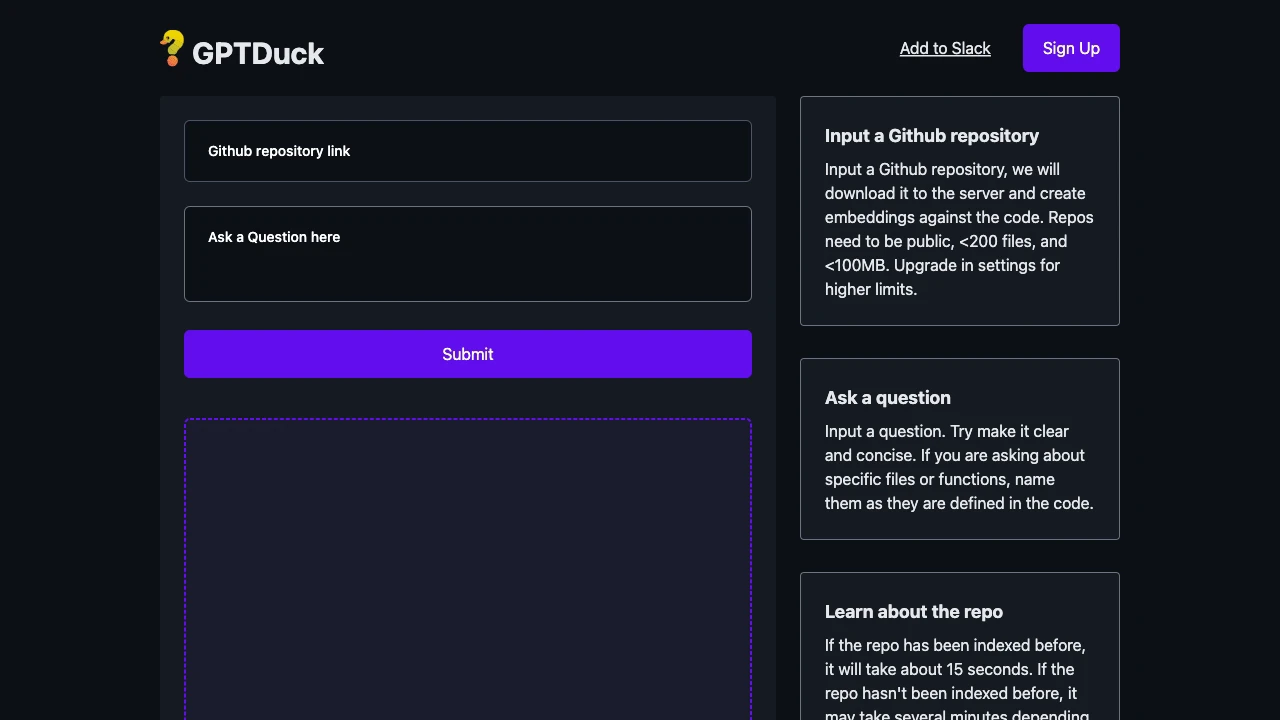 GPTDuck
Add to Slack
Sign Up
Github repository link
Ask a Question here
Submit
Input a Github repository
Input a Github repository, we will
download it to the server and create
embeddings against the code. Repos
need to be public, <200 files, and
<100MB. Upgrade in settings for
higher limits.
Ask a question
Input a question. Try make it clear
and concise. If you are asking about
specific files or functions, name
them as they are defined in the code.
Learn about the repo
If the repo has been indexed before,
it will take about 15 seconds. If the
repo hasn't been indexed before, it
may take several minutes depending